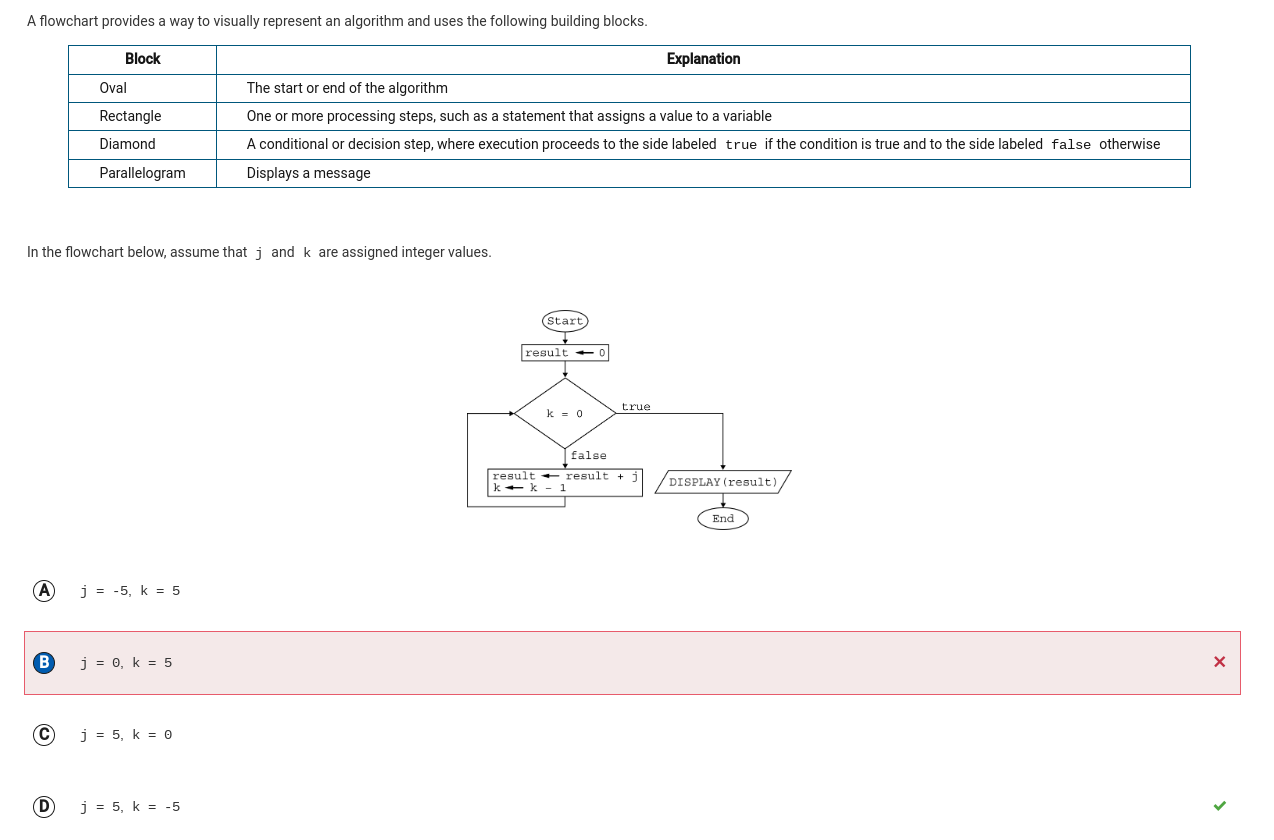 A flowchart provides a way to visually represent an algorithm and uses the following building blocks.
Block Explanation
Oval The start or end of the algorithm
Rectangle One or more processing steps, such as a statement that assigns a value to a variable
Diamond A conditional or decision step, where execution proceeds to the side labeled true if the condition is true and to the side labeled false otherwise
Parallelogram Displays a message
In the flowchart below, assume that j and k are assigned integer values.
Start
result ← 0
k = 0
true
false
result ← result + j
k ← k - 1
DISPLAY(result)
End
A j = -5, k = 5
B j = 0, k = 5
C j = 5, k = 0
D j = 5, k = -5